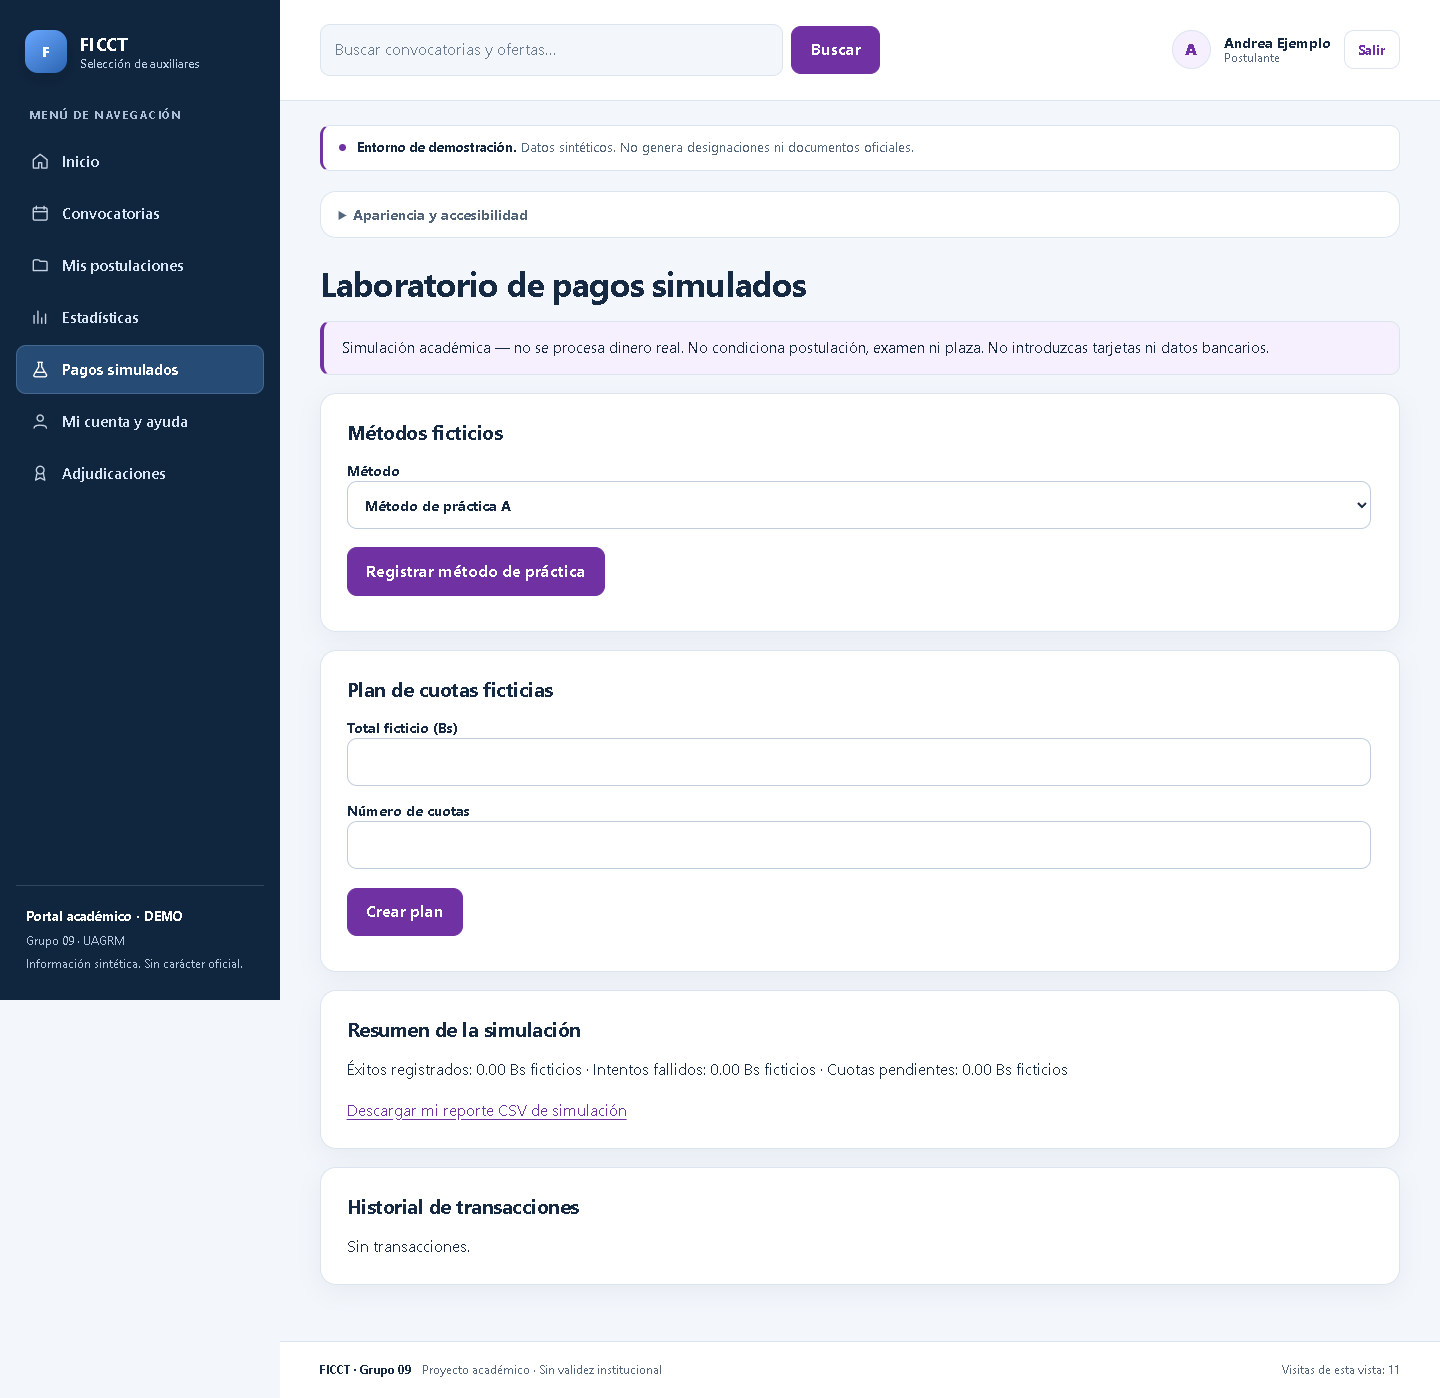 F
FICCT
Selección de auxiliares
MENÚ DE NAVEGACIÓN
Inicio
Convocatorias
Mis postulaciones
Estadísticas
Pagos simulados
Mi cuenta y ayuda
Adjudicaciones
Portal académico · DEMO
Grupo 09 · UAGRM
Información sintética. Sin carácter oficial.
Buscar convocatorias y ofertas...
Buscar
A
Andrea Ejemplo
Postulante
Salir
Entorno de demostración. Datos sintéticos. No genera designaciones ni documentos oficiales.
Apariencia y accesibilidad
Laboratorio de pagos simulados
Simulación académica — no se procesa dinero real. No condiciona postulación, examen ni plaza. No introduzcas tarjetas ni datos bancarios.
Métodos ficticios
Método
Método de práctica A
Registrar método de práctica
Plan de cuotas ficticias
Total ficticio (Bs)
Número de cuotas
Crear plan
Resumen de la simulación
Éxitos registrados: 0.00 Bs ficticios · Intentos fallidos: 0.00 Bs ficticios · Cuotas pendientes: 0.00 Bs ficticios
Descargar mi reporte CSV de simulación
Historial de transacciones
Sin transacciones.
FICCT · Grupo 09 Proyecto académico · Sin validez institucional
Visitas de esta vista: 11